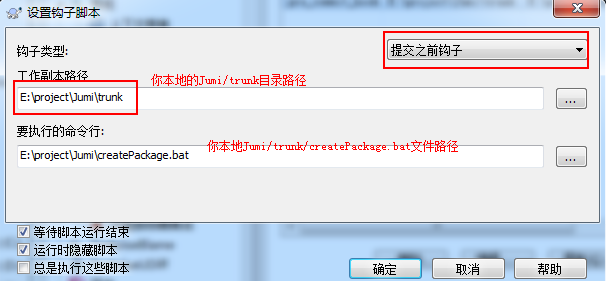 设置钩子脚本
钩子类型:
提交之前钩子
工作副本路径
你本地的Jumi/trunk目录路径
E:\project\Jumi\trunk
...
要执行的命令行:
你本地Jumi/trunk/createPackage.bat文件路径
E:\project\Jumi\createPackage.bat
...
等待脚本运行结束
运行时隐藏脚本
总是执行这些脚本
确定
取消
帮助